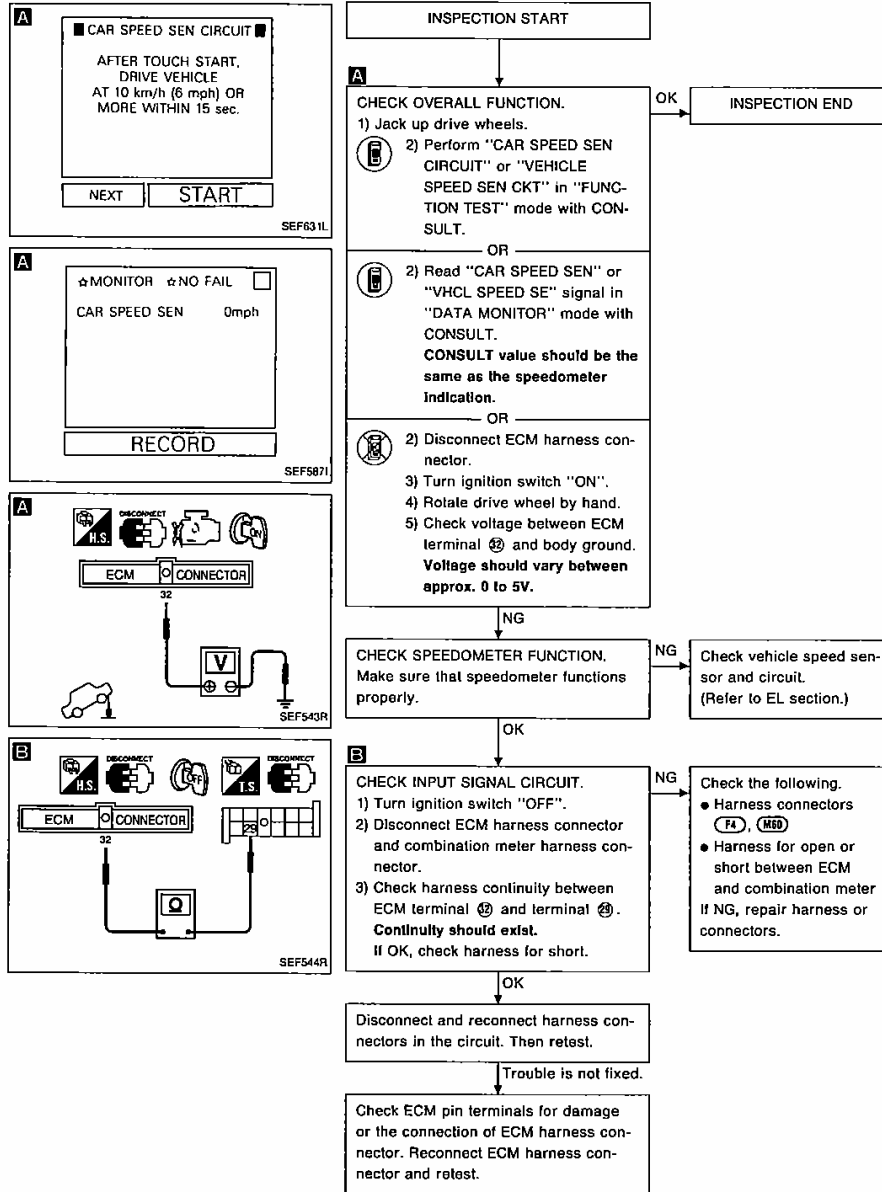 A
CAR SPEED SEN CIRCUIT
AFTER TOUCH START,
DRIVE VEHICLE
AT 10 km/h (6 mph) OR
MORE WITHIN 15 sec.
NEXT
START
SEF631L
A
☆MONITOR ☆NO FAIL
CAR SPEED SEN 0mph
RECORD
SEF587I
A
H.S.
DISCONNECT
ON
ECM
CONNECTOR
32
V
⊕ ⊖
SEF543R
B
H.S.
DISCONNECT
OFF
T.S.
DISCONNECT
ECM
CONNECTOR
32
29
Ω
SEF544R
INSPECTION START
A
CHECK OVERALL FUNCTION.
1) Jack up drive wheels.
2) Perform "CAR SPEED SEN
CIRCUIT" or "VEHICLE
SPEED SEN CKT" in "FUNC-
TION TEST" mode with CON-
SULT.
OR
2) Read "CAR SPEED SEN" or
"VHCL SPEED SE" signal in
"DATA MONITOR" mode with
CONSULT.
CONSULT value should be the
same as the speedometer
indication.
OR
2) Disconnect ECM harness con-
nector.
3) Turn ignition switch "ON".
4) Rotate drive wheel by hand.
5) Check voltage between ECM
terminal ㉜ and body ground.
Voltage should vary between
approx. 0 to 5V.
OK
INSPECTION END
NG
CHECK SPEEDOMETER FUNCTION.
Make sure that speedometer functions
properly.
NG
Check vehicle speed sen-
sor and circuit.
(Refer to EL section.)
OK
B
CHECK INPUT SIGNAL CIRCUIT.
1) Turn ignition switch "OFF".
2) Disconnect ECM harness connector
and combination meter harness con-
nector.
3) Check harness continuity between
ECM terminal ㉜ and terminal ㉙.
Continuity should exist.
If OK, check harness for short.
NG
Check the following.
● Harness connectors
F4, M60
● Harness for open or
short between ECM
and combination meter
If NG, repair harness or
connectors.
OK
Disconnect and reconnect harness con-
nectors in the circuit. Then retest.
Trouble is not fixed.
Check ECM pin terminals for damage
or the connection of ECM harness con-
nector. Reconnect ECM harness con-
nector and retest.